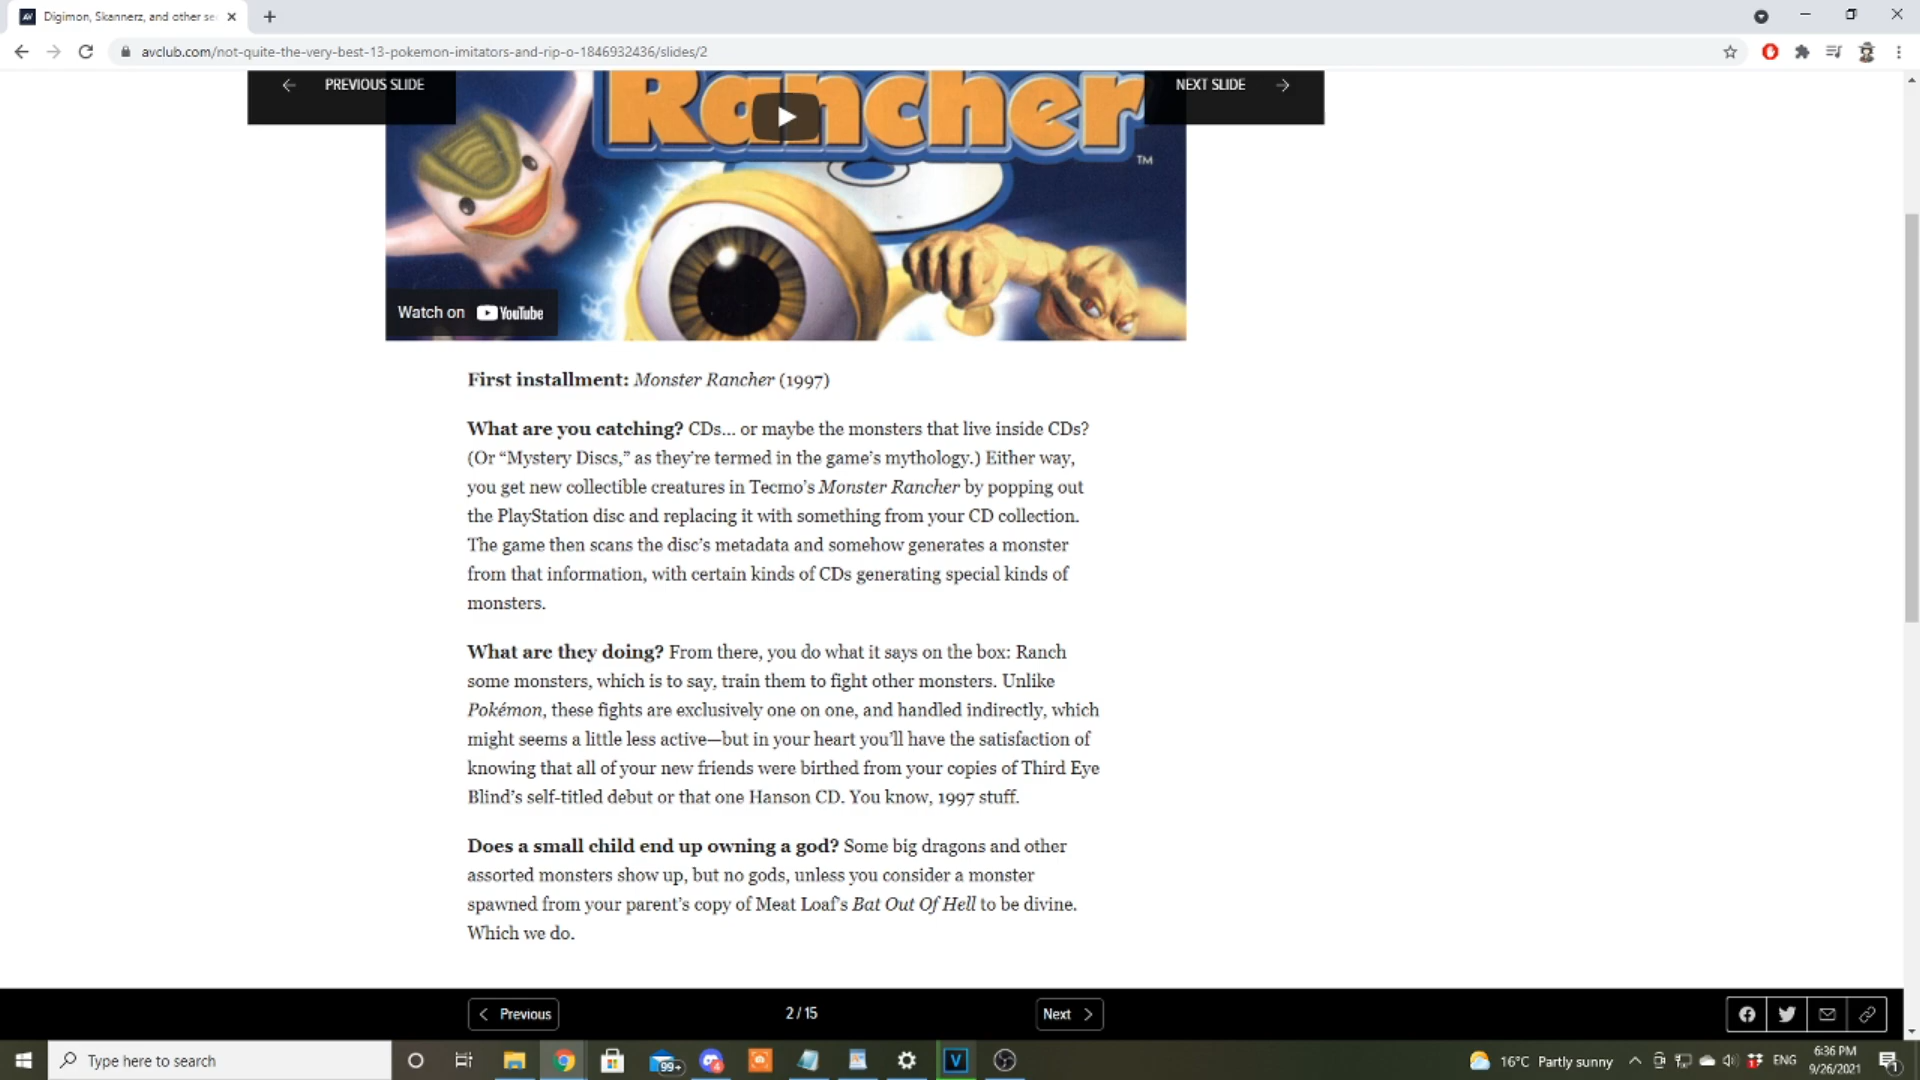 Digimon, Skannerz, and other se
avclub.com/not-quite-the-very-best-13-pokemon-imitators-and-rip-o-1846932436/slides/2
PREVIOUS SLIDE
NEXT SLIDE
Rancher
TM
Watch on YouTube
First installment: Monster Rancher (1997)
What are you catching? CDs... or maybe the monsters that live inside CDs?
(Or “Mystery Discs,” as they’re termed in the game’s mythology.) Either way,
you get new collectible creatures in Tecmo’s Monster Rancher by popping out
the PlayStation disc and replacing it with something from your CD collection.
The game then scans the disc’s metadata and somehow generates a monster
from that information, with certain kinds of CDs generating special kinds of
monsters.
What are they doing? From there, you do what it says on the box: Ranch
some monsters, which is to say, train them to fight other monsters. Unlike
Pokémon, these fights are exclusively one on one, and handled indirectly, which
might seems a little less active—but in your heart you’ll have the satisfaction of
knowing that all of your new friends were birthed from your copies of Third Eye
Blind’s self-titled debut or that one Hanson CD. You know, 1997 stuff.
Does a small child end up owning a god? Some big dragons and other
assorted monsters show up, but no gods, unless you consider a monster
spawned from your parent’s copy of Meat Loaf’s Bat Out Of Hell to be divine.
Which we do.
Previous
2 / 15
Next
Type here to search
99+
4
V
16°C Partly sunny
ENG
6:36 PM
9/26/2021
1